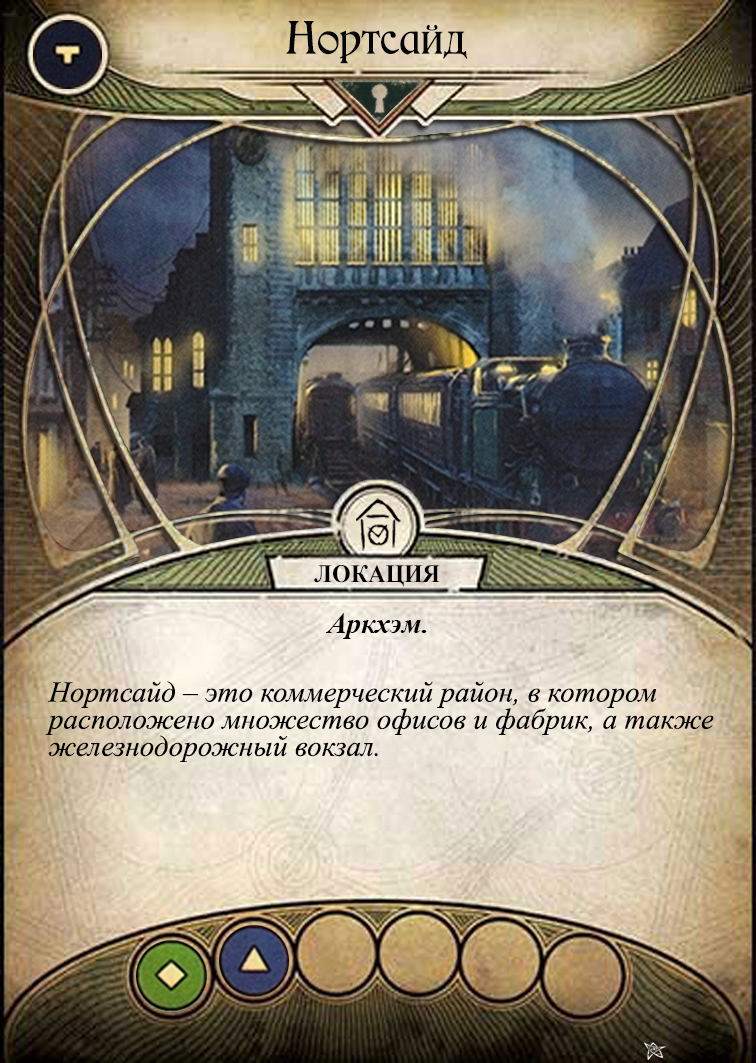 Нортсайд
ЛОКАЦИЯ
Аркхэм.
Нортсайд – это коммерческий район, в котором
расположено множество офисов и фабрик, а также
железнодорожный вокзал.